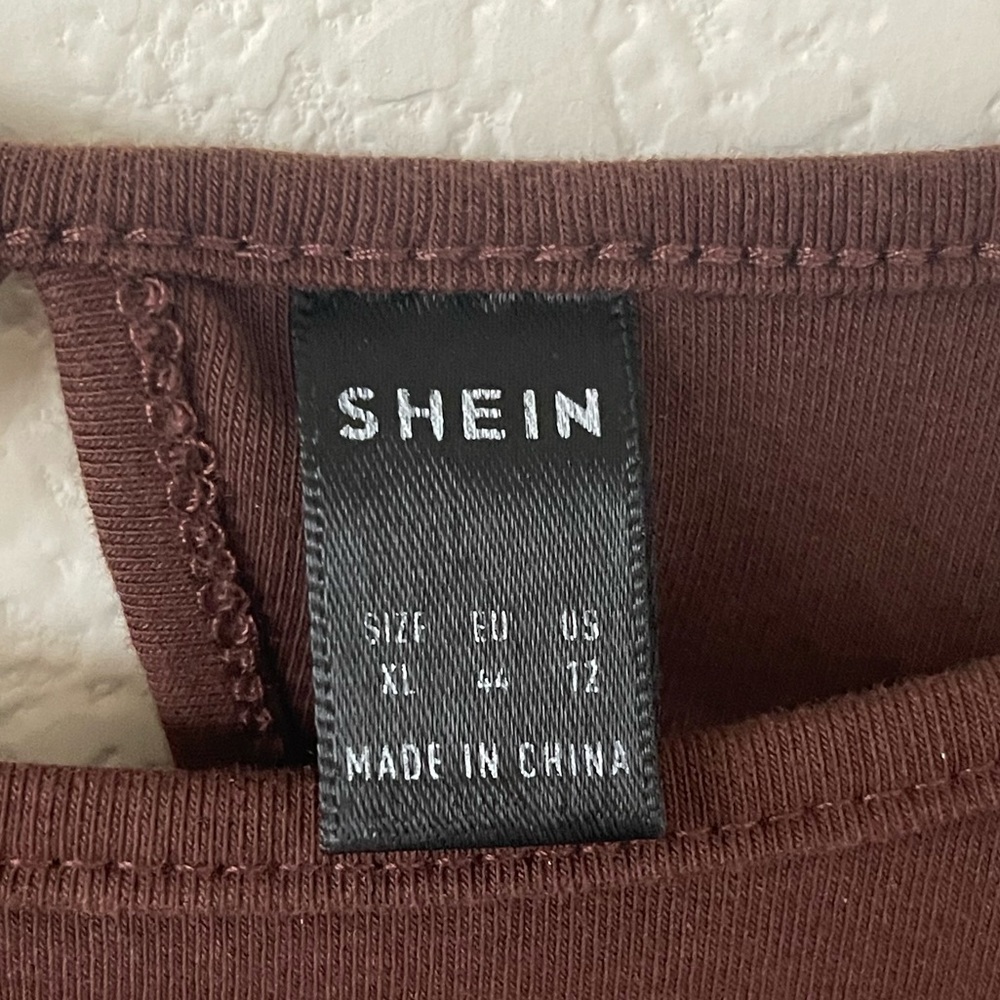 SHEIN
SIZE EU US
XL 44 12
MADE IN CHINA